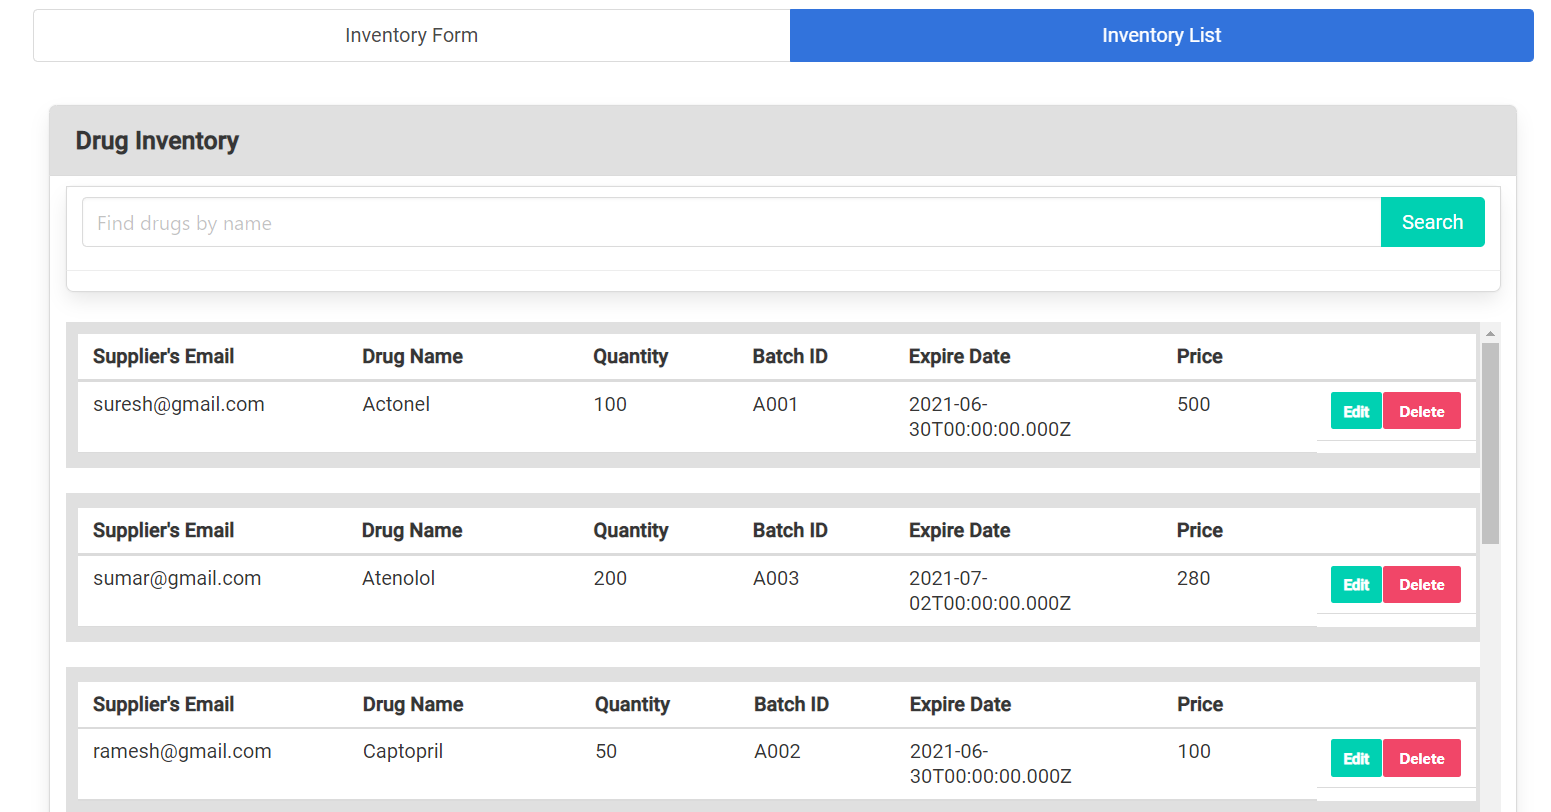 Inventory Form Inventory List
Drug Inventory
Find drugs by name Search
Supplier's Email Drug Name Quantity Batch ID Expire Date Price
suresh@gmail.com Actonel 100 A001 2021-06- 500 Edit Delete
30T00:00:00.000Z
Supplier's Email Drug Name Quantity Batch ID Expire Date Price
sumar@gmail.com Atenolol 200 A003 2021-07- 280 Edit Delete
02T00:00:00.000Z
Supplier's Email Drug Name Quantity Batch ID Expire Date Price
ramesh@gmail.com Captopril 50 A002 2021-06- 100 Edit Delete
30T00:00:00.000Z